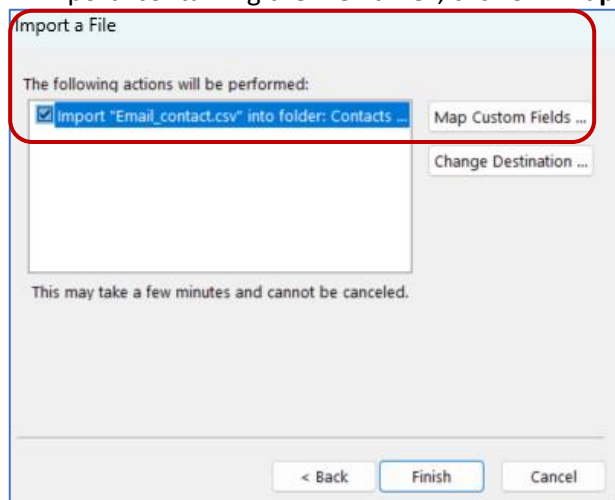 Import a File
The following actions will be performed:
Import "Email_contact.csv" into folder: Contacts ...
Map Custom Fields ...
Change Destination ...
This may take a few minutes and cannot be canceled.
< Back
Finish
Cancel